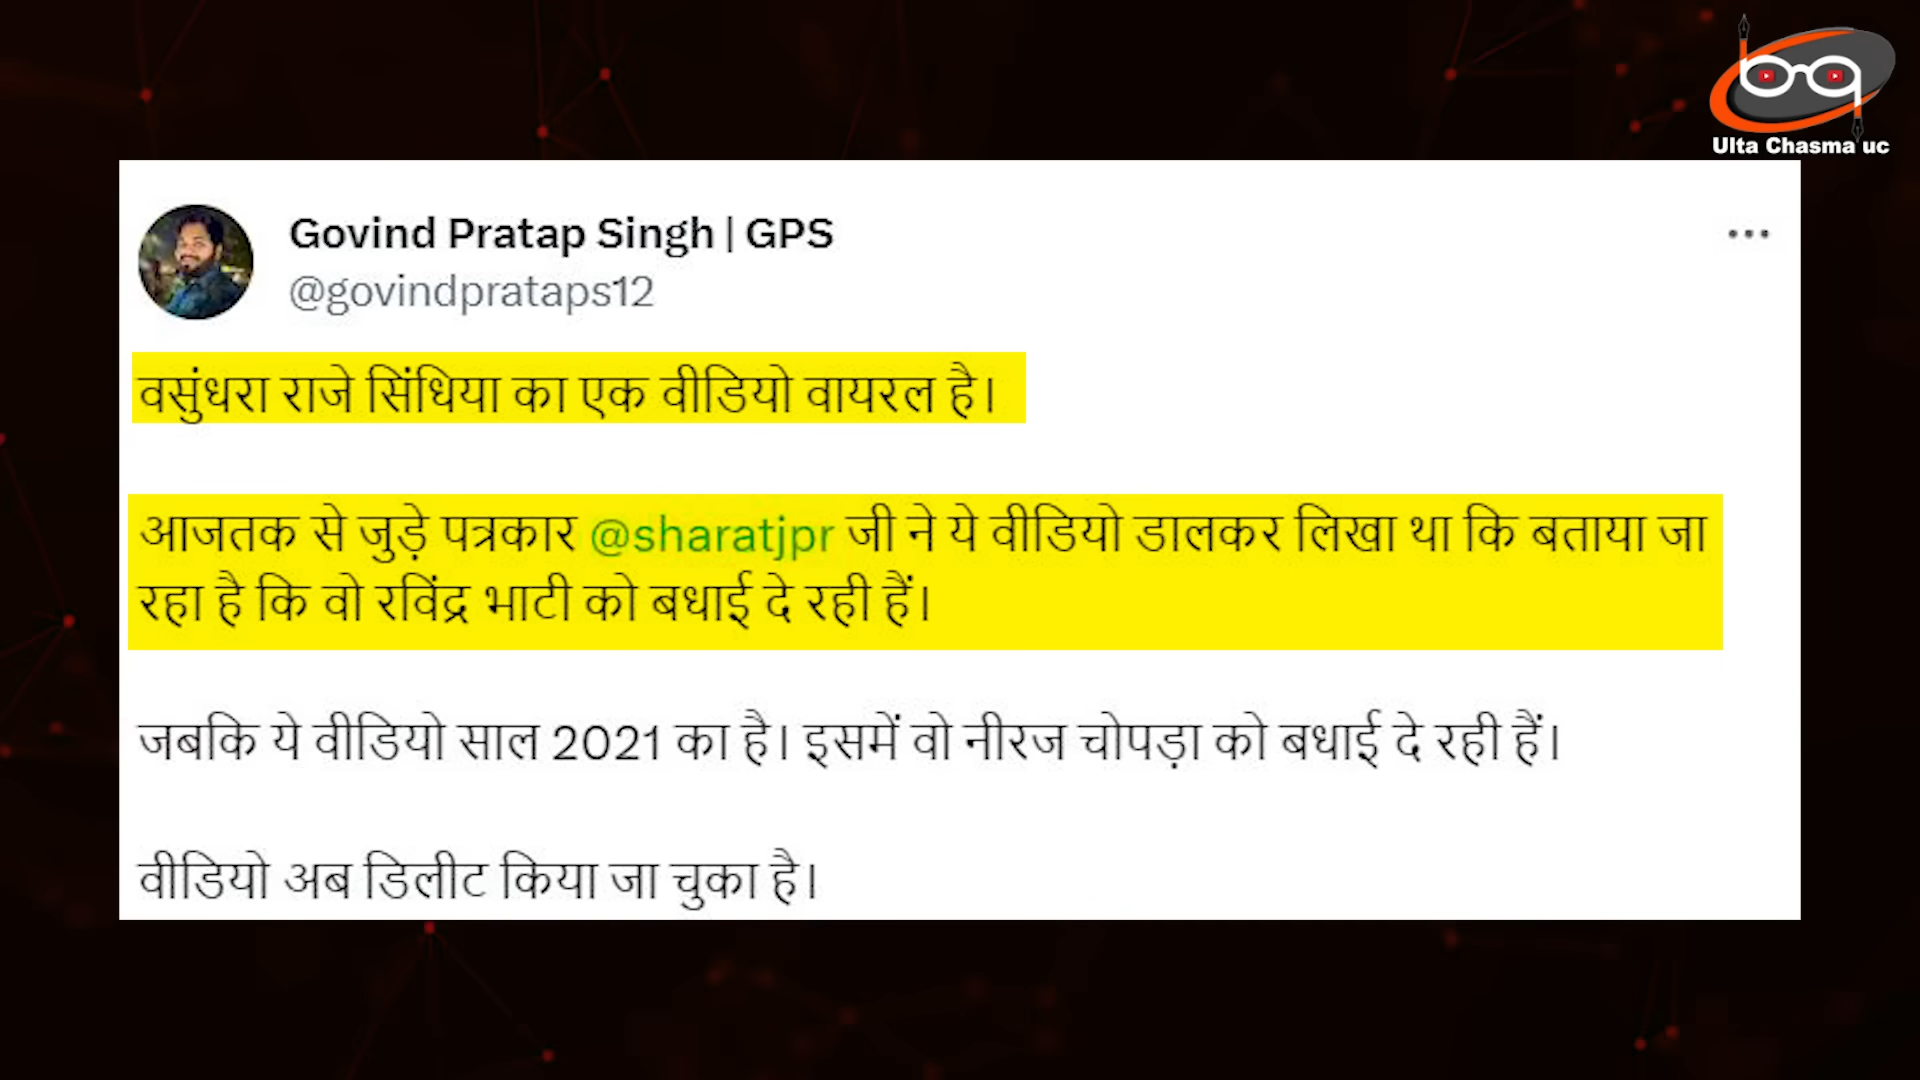 Ulta Chasma uc
Govind Pratap Singh | GPS
@govindprataps12
वसुंधरा राजे सिंधिया का एक वीडियो वायरल है।
आजतक से जुड़े पत्रकार @sharatjpr जी ने ये वीडियो डालकर लिखा था कि बताया जा
रहा है कि वो रविंद्र भाटी को बधाई दे रही हैं।
जबकि ये वीडियो साल 2021 का है। इसमें वो नीरज चोपड़ा को बधाई दे रही हैं।
वीडियो अब डिलीट किया जा चुका है।